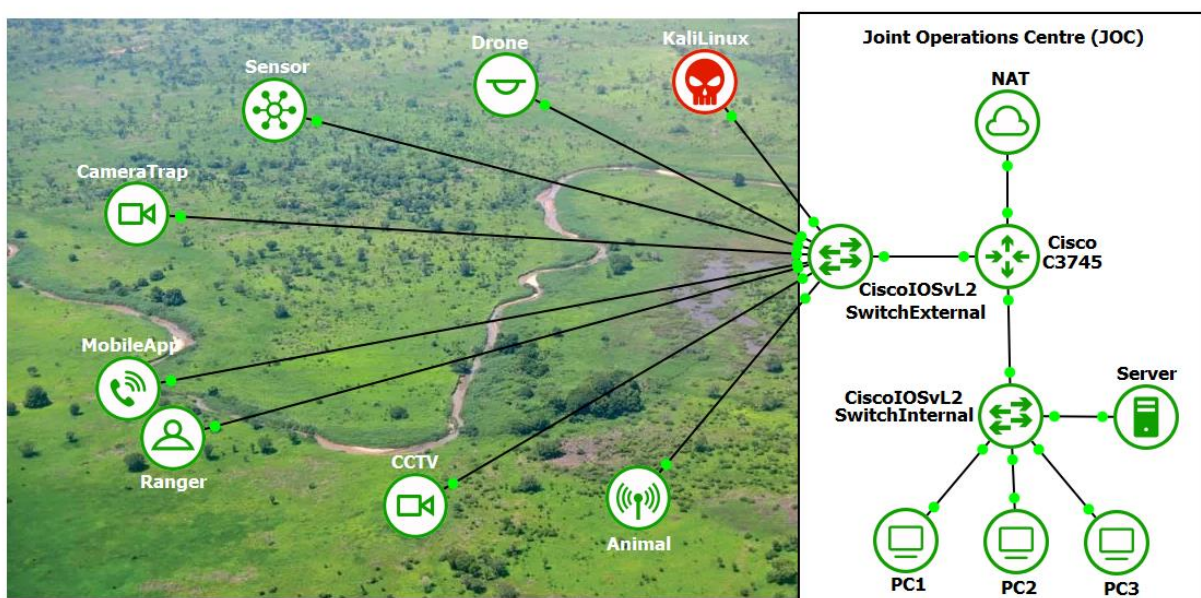 Joint Operations Centre (JOC)
Drone
KaliLinux
Sensor
NAT
CameraTrap
Cisco
C3745
CiscoIOSvL2
SwitchExternal
MobileApp
Server
CiscoIOSvL2
SwitchInternal
CCTV
Ranger
Animal
PC1
PC2
PC3